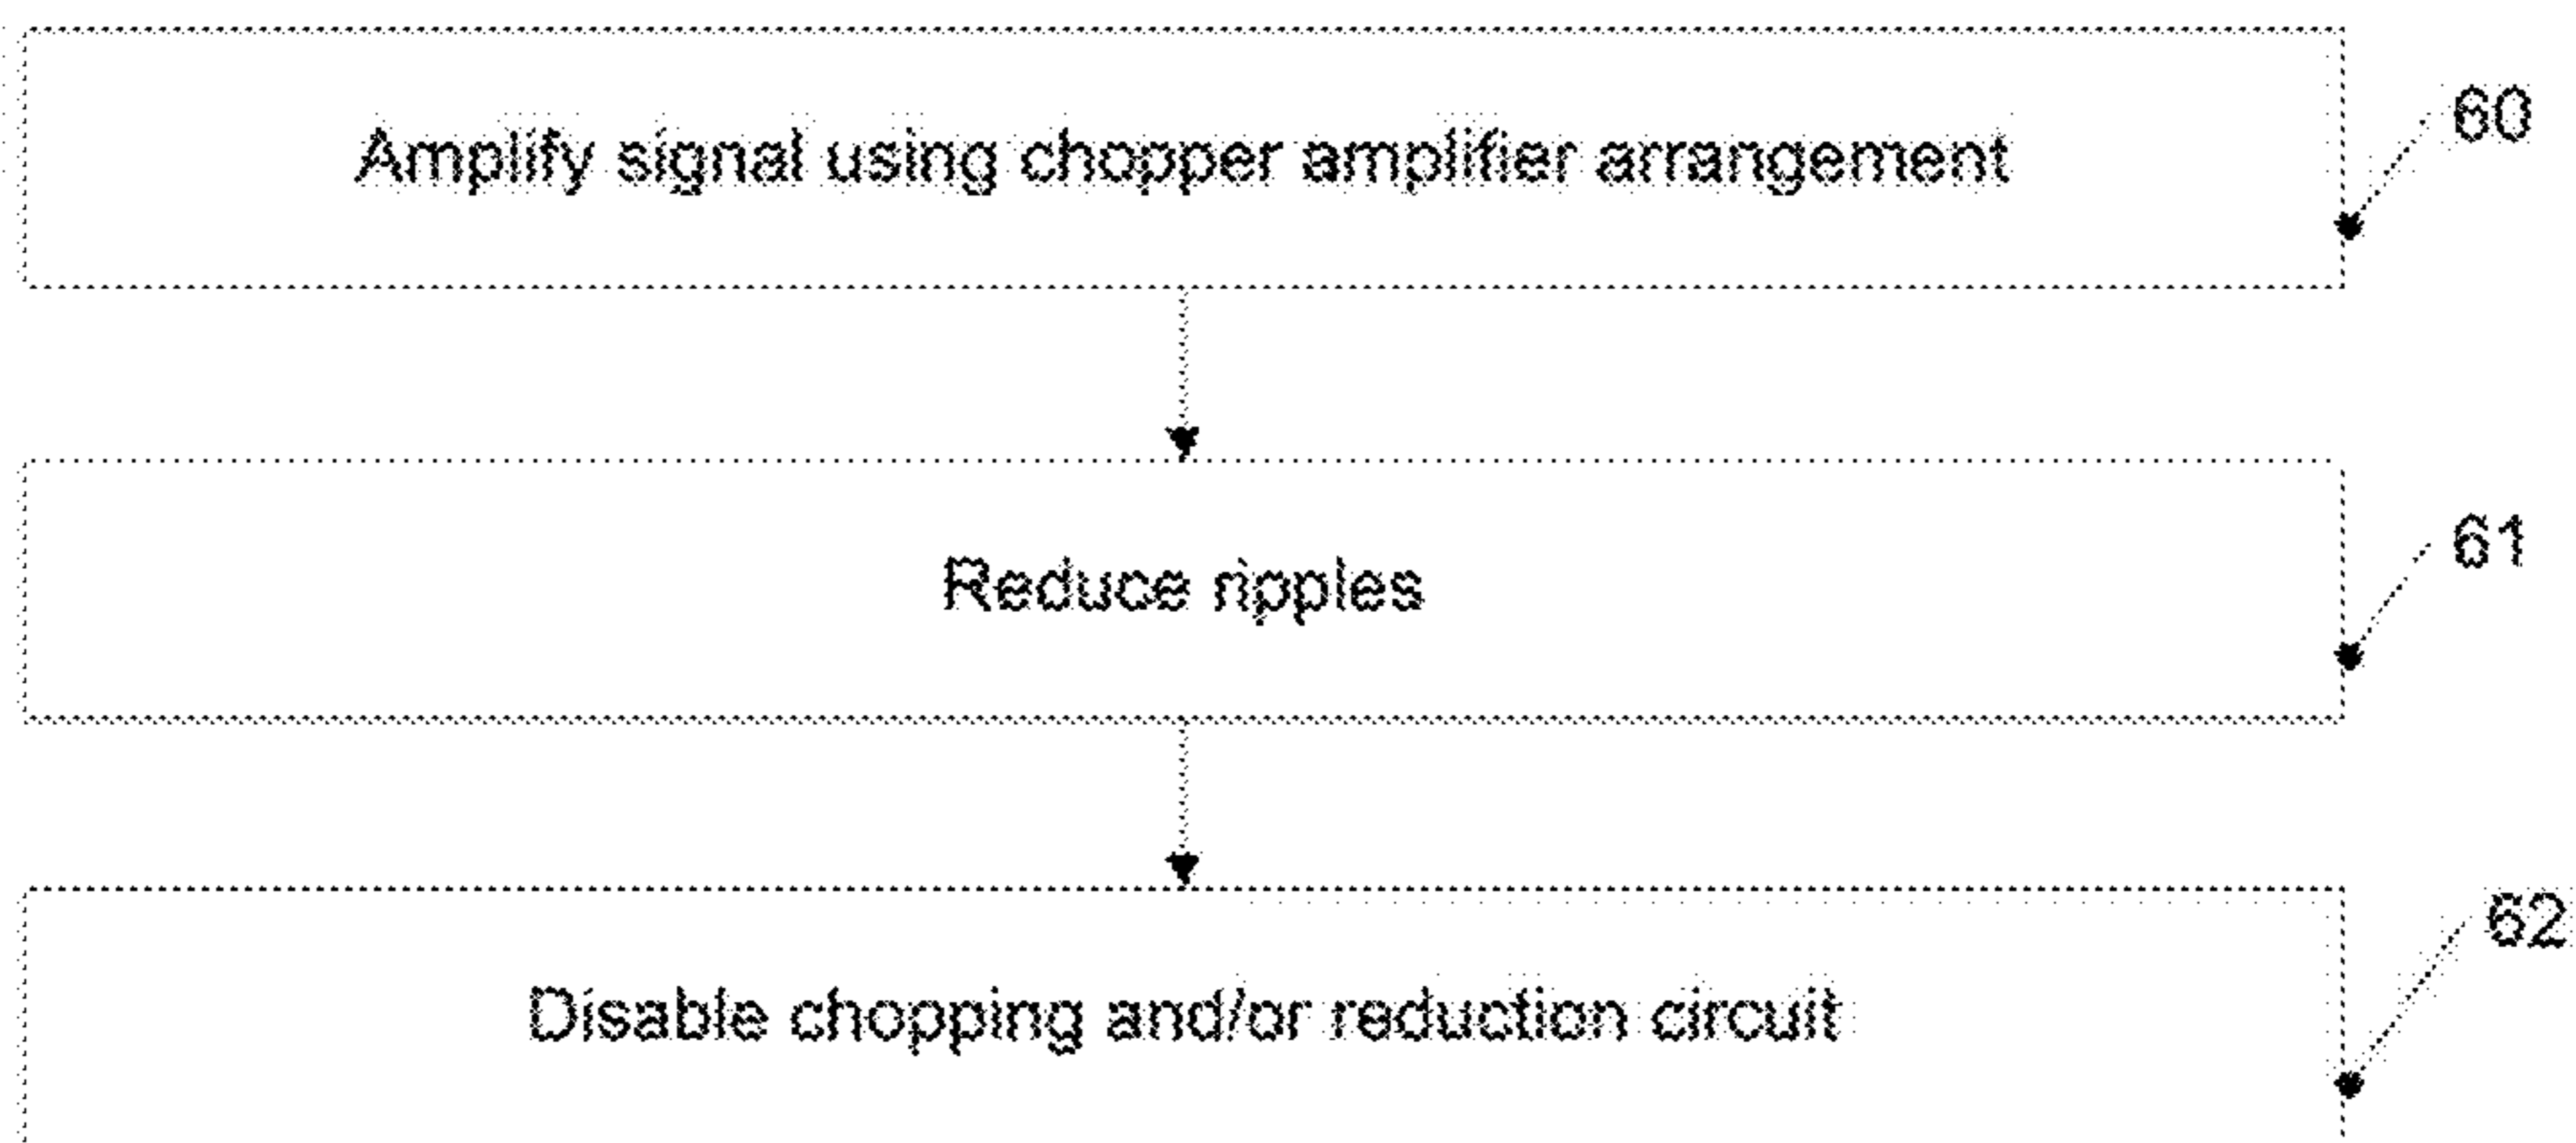 Amplify signal using chopper amplifier arrangement
60
Reduce ripples
61
Disable chopping and/or reduction circuit
62